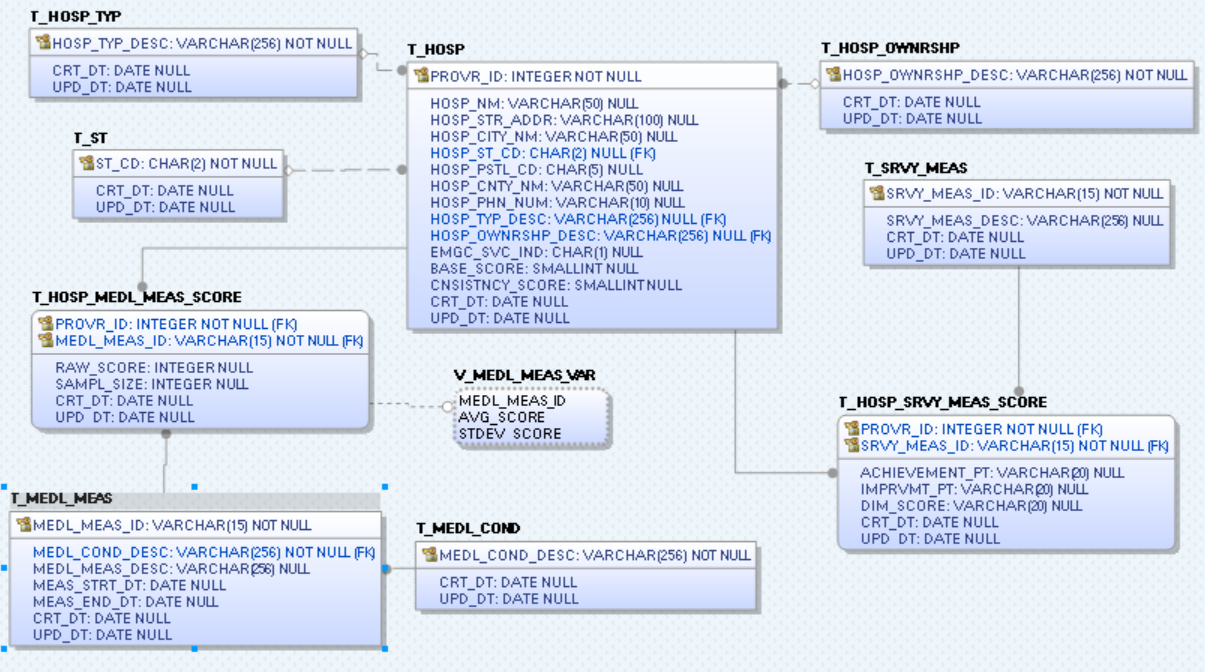 T_HOSP_TYP
HOSP_TYP_DESC: VARCHAR(256) NOT NULL
CRT_DT: DATE NULL
UPD_DT: DATE NULL
T_HOSP
PROVR_ID: INTEGER NOT NULL
HOSP_NM: VARCHAR(50) NULL
HOSP_STR_ADDR: VARCHAR(100) NULL
HOSP_CITY_NM: VARCHAR(50) NULL
HOSP_ST_CD: CHAR(2) NULL (FK)
HOSP_PSTL_CD: CHAR(5) NULL
HOSP_CNTY_NM: VARCHAR(50) NULL
HOSP_PHN_NUM: VARCHAR(10) NULL
HOSP_TYP_DESC: VARCHAR(256) NULL (FK)
HOSP_OWNRSHP_DESC: VARCHAR(256) NULL (FK)
EMGC_SVC_IND: CHAR(1) NULL
BASE_SCORE: SMALLINT NULL
CNSISTNCY_SCORE: SMALLINT NULL
CRT_DT: DATE NULL
UPD_DT: DATE NULL
T_HOSP_OWNRSHP
HOSP_OWNRSHP_DESC: VARCHAR(256) NOT NULL
CRT_DT: DATE NULL
UPD_DT: DATE NULL
T_ST
ST_CD: CHAR(2) NOT NULL
CRT_DT: DATE NULL
UPD_DT: DATE NULL
T_SRVY_MEAS
SRVY_MEAS_ID: VARCHAR(15) NOT NULL
SRVY_MEAS_DESC: VARCHAR(256) NULL
CRT_DT: DATE NULL
UPD_DT: DATE NULL
T_HOSP_MEDL_MEAS_SCORE
PROVR_ID: INTEGER NOT NULL (FK)
MEDL_MEAS_ID: VARCHAR(15) NOT NULL (FK)
RAW_SCORE: INTEGER NULL
SAMPL_SIZE: INTEGER NULL
CRT_DT: DATE NULL
UPD_DT: DATE NULL
V_MEDL_MEAS_VAR
MEDL_MEAS_ID
AVG_SCORE
STDEV_SCORE
T_HOSP_SRVY_MEAS_SCORE
PROVR_ID: INTEGER NOT NULL (FK)
SRVY_MEAS_ID: VARCHAR(15) NOT NULL (FK)
ACHIEVEMENT_PT: VARCHAR(20) NULL
IMPRVMT_PT: VARCHAR(20) NULL
DIM_SCORE: VARCHAR(20) NULL
CRT_DT: DATE NULL
UPD_DT: DATE NULL
T_MEDL_MEAS
MEDL_MEAS_ID: VARCHAR(15) NOT NULL
MEDL_COND_DESC: VARCHAR(256) NOT NULL (FK)
MEDL_MEAS_DESC: VARCHAR(256) NULL
MEAS_STRT_DT: DATE NULL
MEAS_END_DT: DATE NULL
CRT_DT: DATE NULL
UPD_DT: DATE NULL
T_MEDL_COND
MEDL_COND_DESC: VARCHAR(256) NOT NULL
CRT_DT: DATE NULL
UPD_DT: DATE NULL